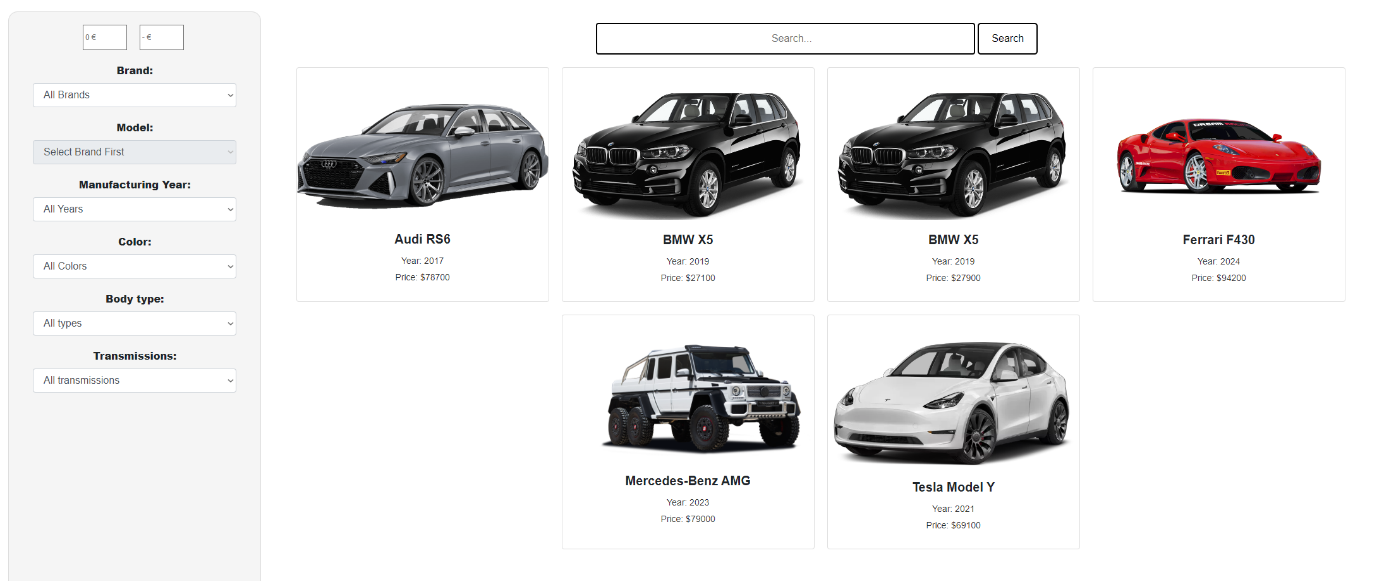 0 €
- €
Brand:
All Brands
Model:
Select Brand First
Manufacturing Year:
All Years
Color:
All Colors
Body type:
All types
Transmissions:
All transmissions
Search...
Search
Audi RS6
Year: 2017
Price: $78700
BMW X5
Year: 2019
Price: $27100
BMW X5
Year: 2019
Price: $27900
Ferrari F430
Year: 2024
Price: $94200
Mercedes-Benz AMG
Year: 2023
Price: $79000
Tesla Model Y
Year: 2021
Price: $69100